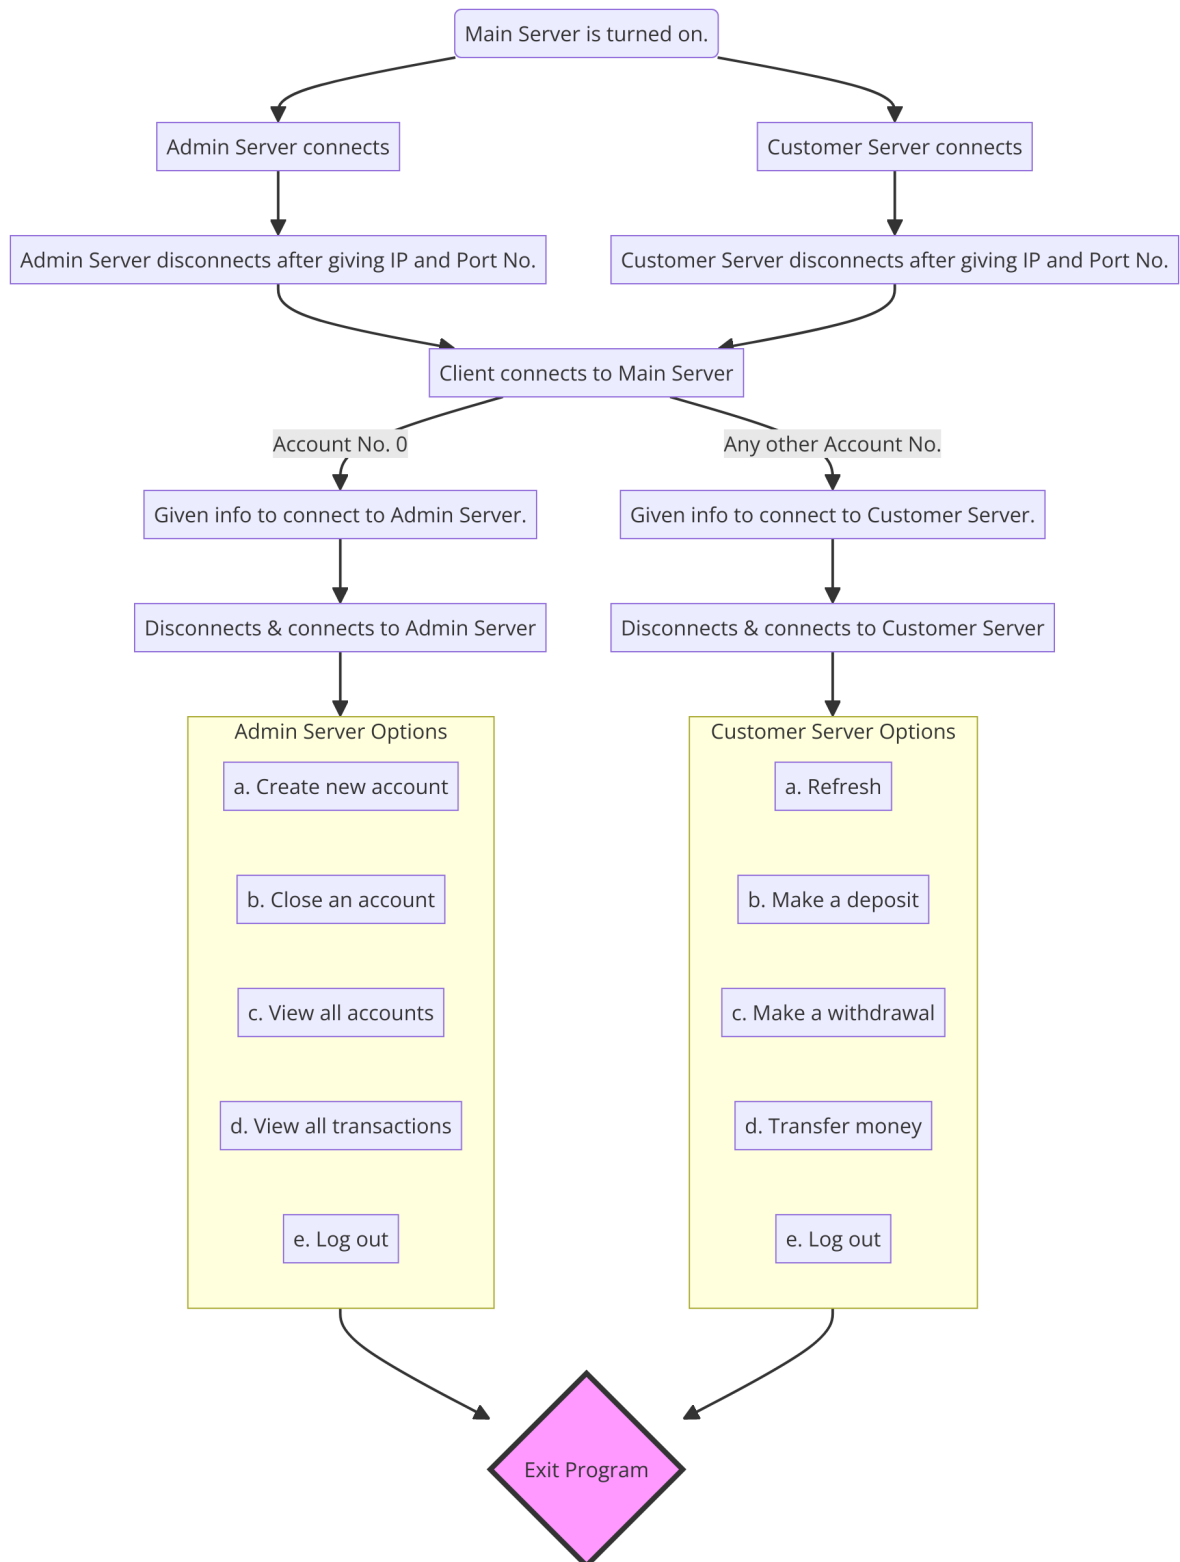 Main Server is turned on.
Admin Server connects
Customer Server connects
Admin Server disconnects after giving IP and Port No.
Customer Server disconnects after giving IP and Port No.
Client connects to Main Server
Account No. 0
Any other Account No.
Given info to connect to Admin Server.
Given info to connect to Customer Server.
Disconnects & connects to Admin Server
Disconnects & connects to Customer Server
Admin Server Options
a. Create new account
b. Close an account
c. View all accounts
d. View all transactions
e. Log out
Customer Server Options
a. Refresh
b. Make a deposit
c. Make a withdrawal
d. Transfer money
e. Log out
Exit Program